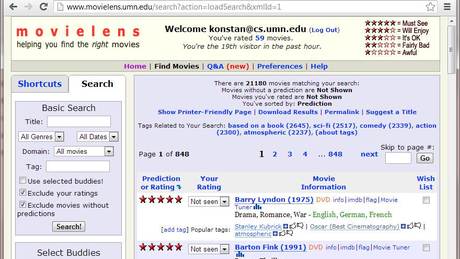 www.movielens.umn.edu/search?action=loadSearch&xmlId=1
movielens
helping you find the right movies
Welcome konstan@cs.umn.edu (Log Out)
You've rated 59 movies.
You're the 19th visitor in the past hour.
★★★★★ = Must See
★★★★ = Will Enjoy
★★★ = It's OK
★★ = Fairly Bad
★ = Awful
Home | Find Movies | Q&A (new) | Preferences | Help
Shortcuts
Search
Basic Search
Title:
All Genres
All Dates
Domain: All movies
Tag:
Use selected buddies!
Exclude your ratings
Exclude movies without predictions
Search!
Select Buddies
There are 21180 movies matching your search:
Movies without a prediction are Not Shown
Movies you've rated are Not Shown
You've sorted by: Prediction
Show Printer-Friendly Page | Download Results | Permalink | Suggest a Title
Tags Related to Your Search: based on a book (2645), sci-fi (2517), comedy (2339), action (2300), atmospheric (2237), (about tags)
Page 1 of 848
1 2 3 4 ... 848 next
Skip to page #:
Go
Prediction or Rating
Your Rating
Movie Information
Wish List
★★★★★
Not seen
Barry Lyndon (1975) DVD info|imdb|flag|Movie Tuner
Drama, Romance, War - English, German, French
[add tag] Popular tags: Stanley Kubrick | Oscar (Best Cinematography) | atmospheric
★★★★★
Not seen
Barton Fink (1991) DVD info|imdb|flag|Movie Tuner